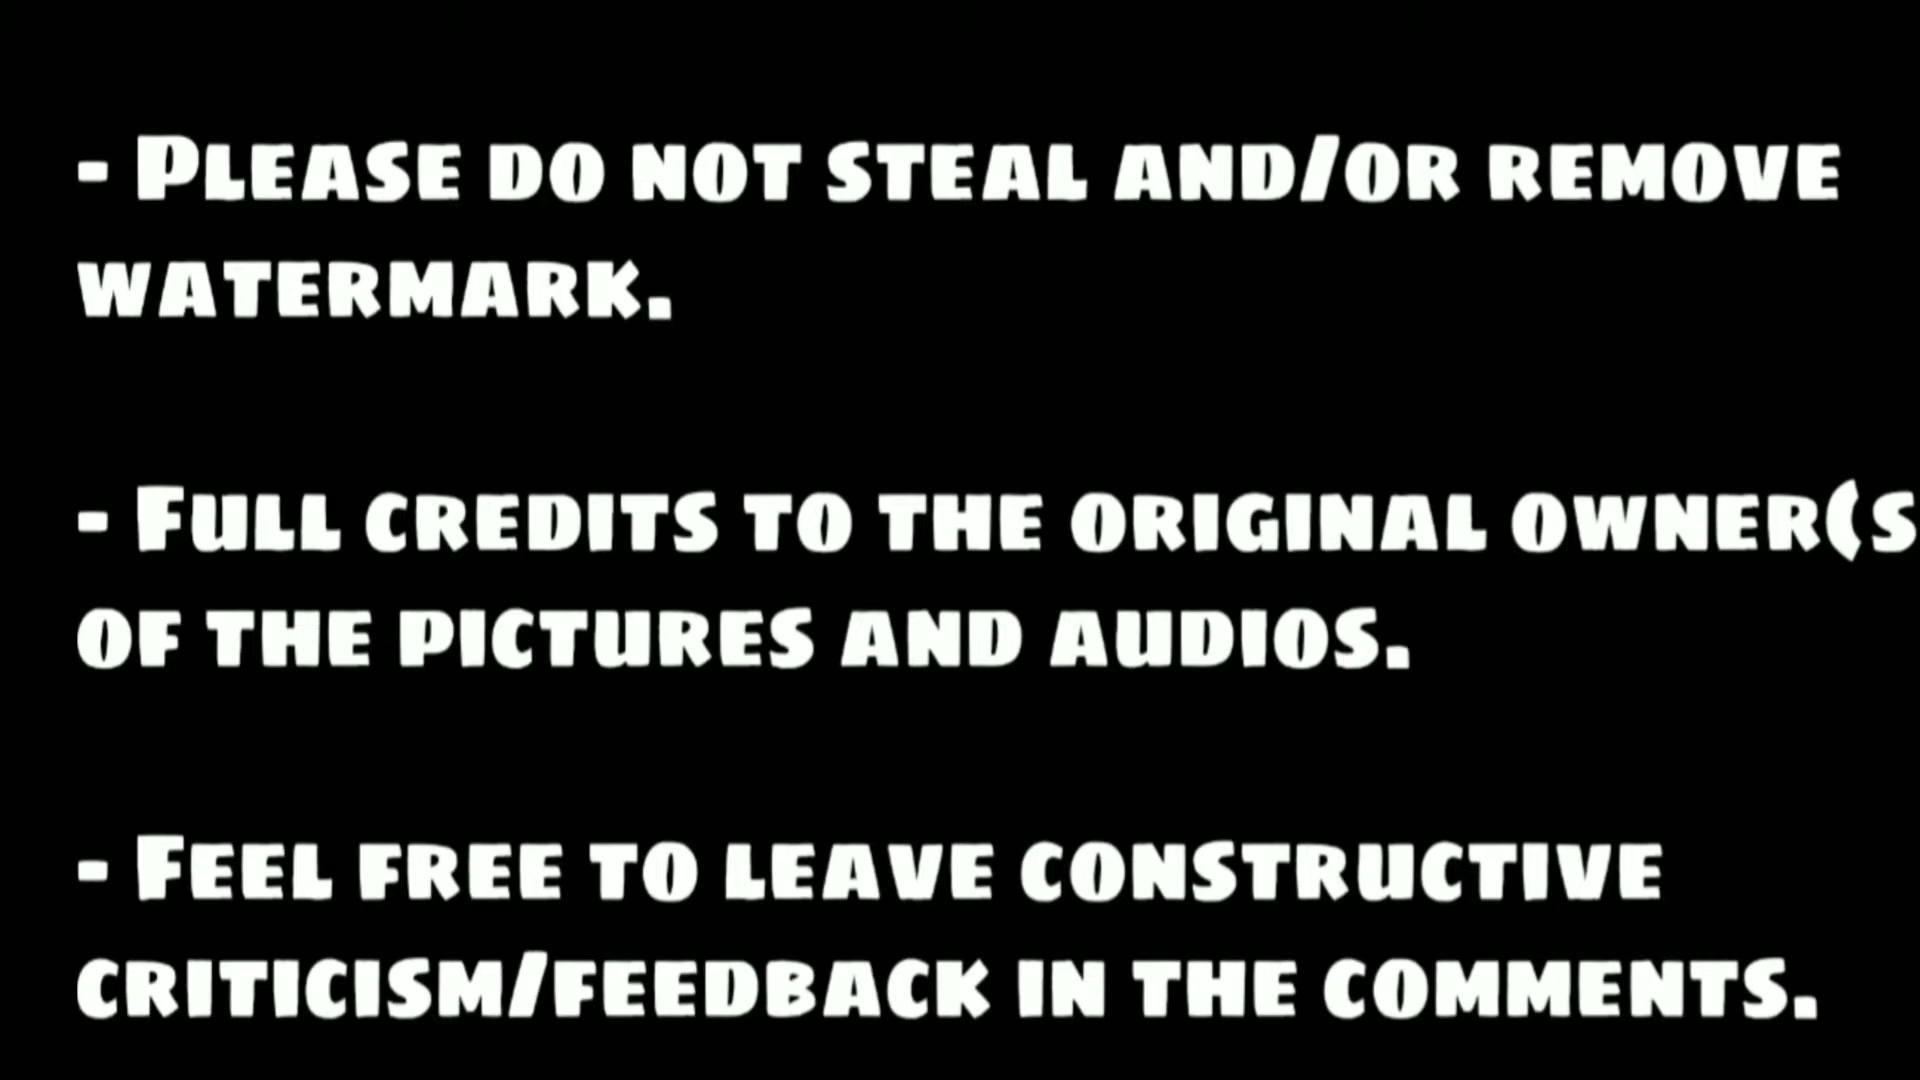 - Please do not steal and/or remove
watermark.
- Full credits to the original owner(s
of the pictures and audios.
- Feel free to leave constructive
criticism/feedback in the comments.